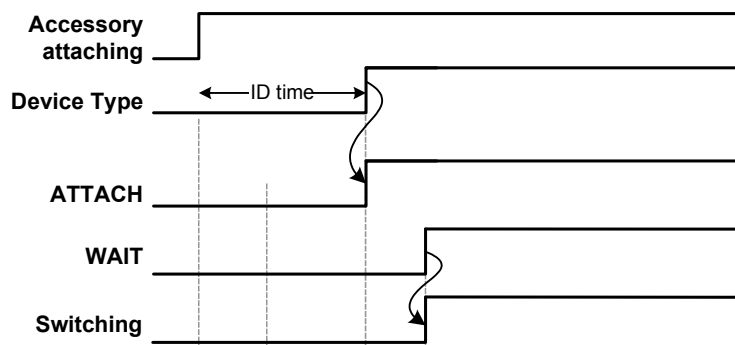 Accessory
attaching
ID time
Device Type
ATTACH
WAIT
Switching